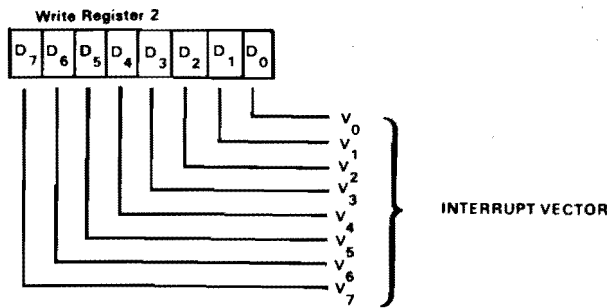 Write Register 2
D7 D6 D5 D4 D3 D2 D1 D0
V0
V1
V2
V3
V4
V5
V6
V7
INTERRUPT VECTOR